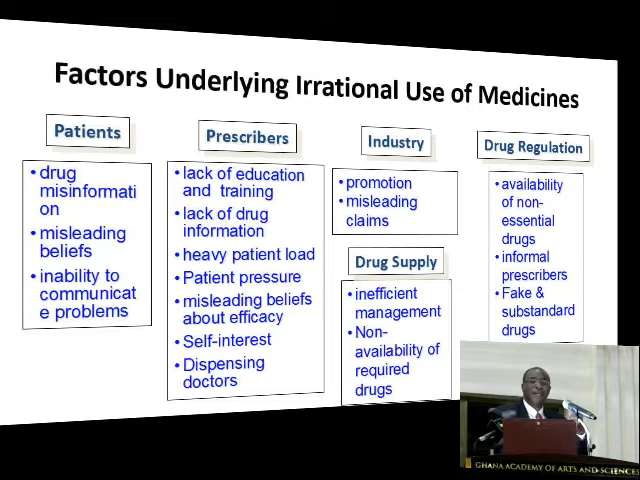 Factors Underlying Irrational Use of Medicines
Patients
• drug
misinformati
on
• misleading
beliefs
• inability to
communicat
e problems
Prescribers
• lack of education
and training
• lack of drug
information
• heavy patient load
• Patient pressure
• misleading beliefs
about efficacy
• Self-interest
• Dispensing
doctors
Industry
• promotion
• misleading
claims
Drug Supply
• inefficient
management
• Non-
availability of
required
drugs
Drug Regulation
• availability
of non-
essential
drugs
• informal
prescribers
• Fake &
substandard
drugs
GHANA ACADEMY OF ARTS AND SCIENCES